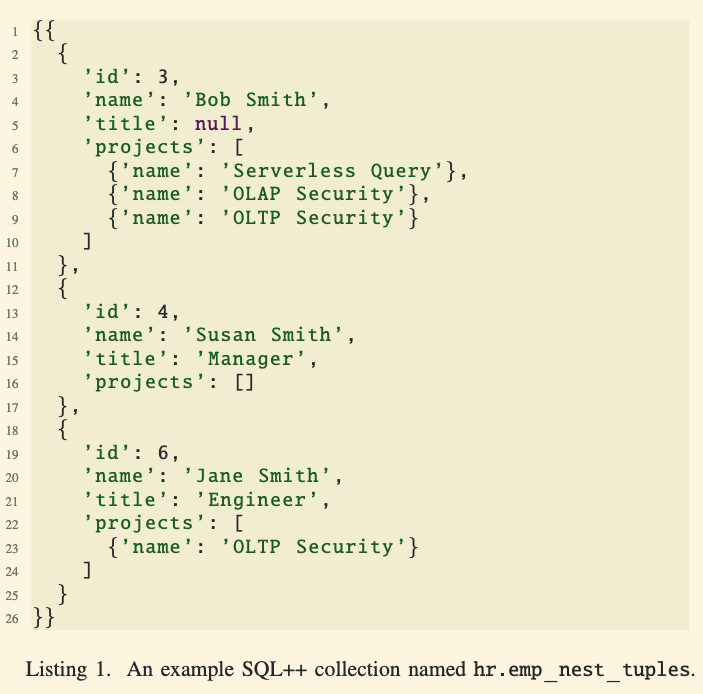 1 {{
2 {
3 'id': 3,
4 'name': 'Bob Smith',
5 'title': null,
6 'projects': [
7 {'name': 'Serverless Query'},
8 {'name': 'OLAP Security'},
9 {'name': 'OLTP Security'}
10 ]
11 },
12 {
13 'id': 4,
14 'name': 'Susan Smith',
15 'title': 'Manager',
16 'projects': []
17 },
18 {
19 'id': 6,
20 'name': 'Jane Smith',
21 'title': 'Engineer',
22 'projects': [
23 {'name': 'OLTP Security'}
24 ]
25 }
26 }}
Listing 1. An example SQL++ collection named hr.emp_nest_tuples.